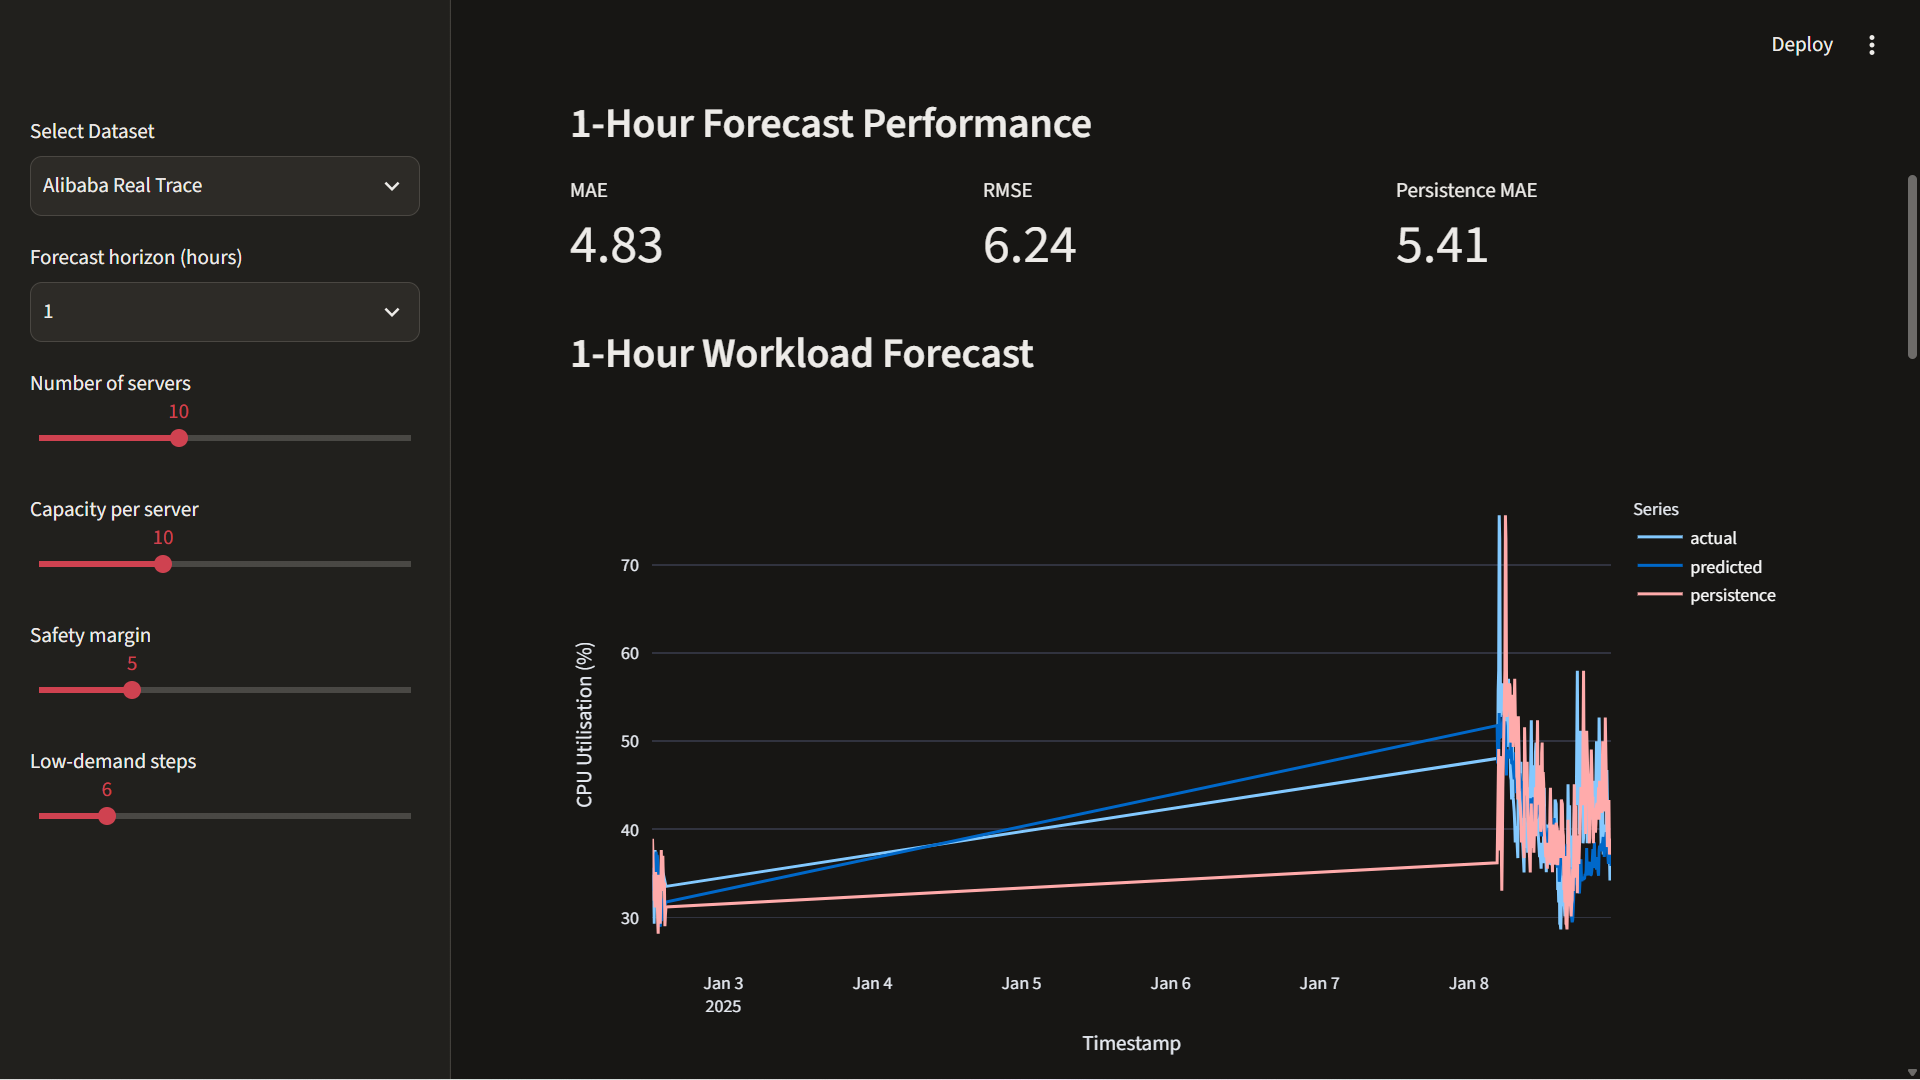 Deploy
Select Dataset
Alibaba Real Trace
Forecast horizon (hours)
1
Number of servers
10
Capacity per server
10
Safety margin
5
Low-demand steps
6
1-Hour Forecast Performance
MAE
4.83
RMSE
6.24
Persistence MAE
5.41
1-Hour Workload Forecast
CPU Utilisation (%)
70
60
50
40
30
Jan 3
2025
Jan 4
Jan 5
Jan 6
Jan 7
Jan 8
Timestamp
Series
actual
predicted
persistence